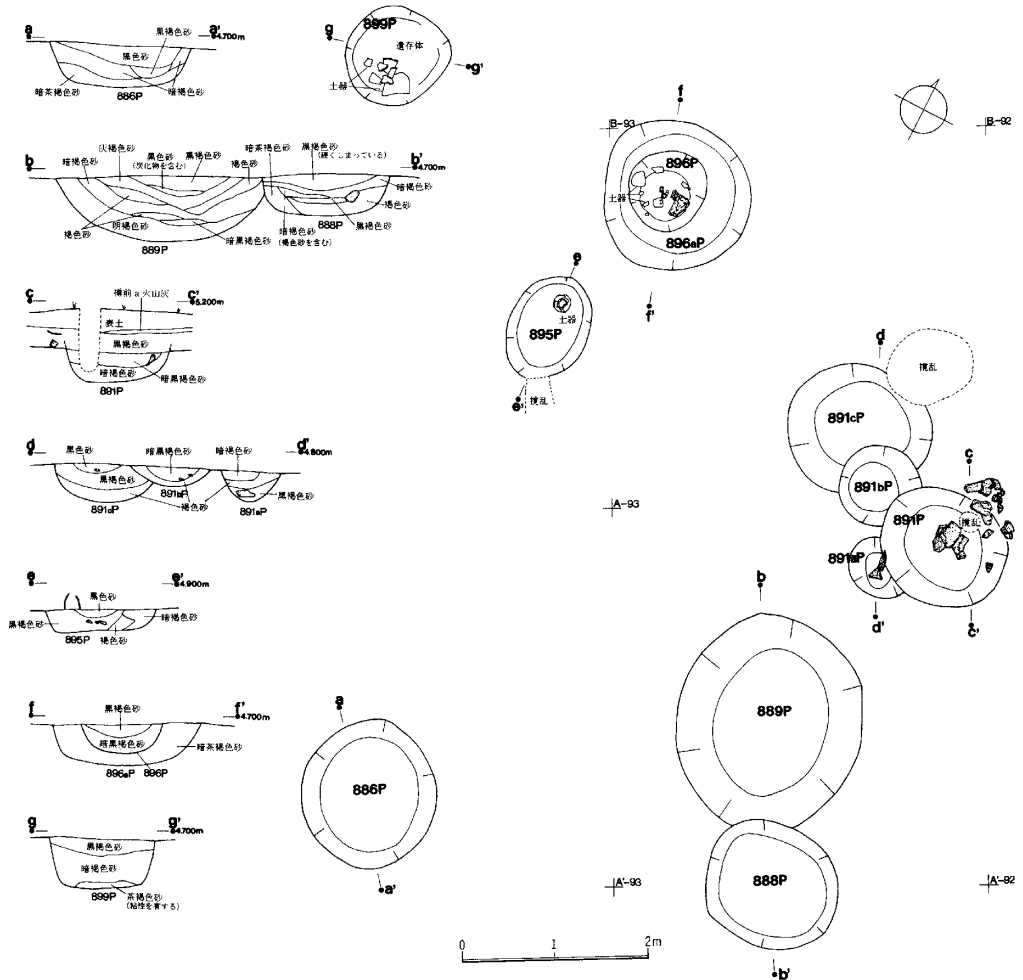 a
a'
4.700m
黒褐色砂
黒色砂
暗茶褐色砂
暗褐色砂
886P
b
b'
4.700m
灰褐色砂
暗褐色砂
黒色砂
(炭化物を含む)
黒褐色砂
褐色砂
暗茶褐色砂
黒褐色砂
(硬くしまっている)
暗褐色砂
褐色砂
褐色砂
明褐色砂
889P
暗黒褐色砂
暗褐色砂
(褐色砂を含む)
888P
黒褐色砂
c
樽前a火山灰
c'
5.200m
表土
黒褐色砂
暗褐色砂
暗黒褐色砂
891P
d
d'
4.800m
黒色砂
暗黒褐色砂
暗褐色砂
黒褐色砂
891bP
黒褐色砂
891cP
褐色砂
891aP
e
e'
4.900m
黒色砂
暗褐色砂
黒褐色砂
895P
褐色砂
f
f'
4.700m
黒褐色砂
暗黒褐色砂
暗茶褐色砂
896aP
896P
g
g'
4.700m
黒褐色砂
暗褐色砂
899P
茶褐色砂
(粘性を有する)
g
899P
遺存体
g'
土器
f
B-93
B-92
896P
土器
896aP
f'
e
土器
895P
e'
攪乱
d
攪乱
891cP
c
891bP
891P
攪乱
A-93
891aP
d'
c'
b
889P
a
886P
a'
888P
A'-93
A'-92
b'
0
1
2m